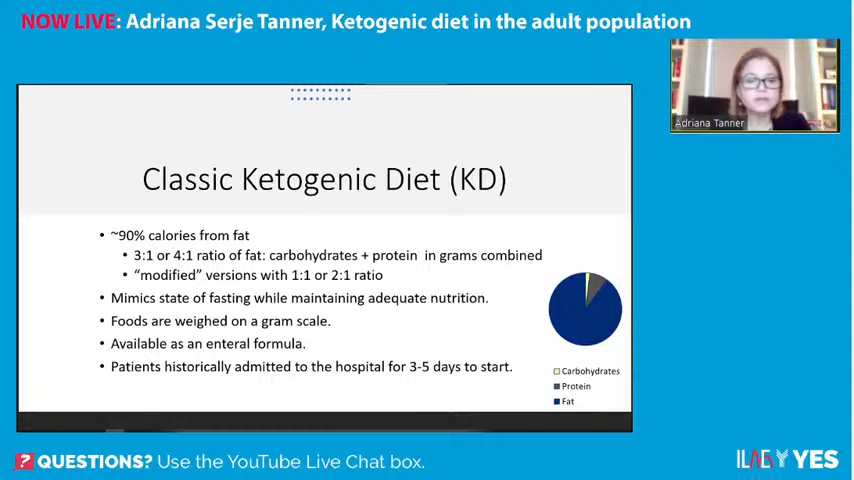 NOW LIVE: Adriana Serje Tanner, Ketogenic diet in the adult population
Adriana Tanner
Classic Ketogenic Diet (KD)
• ~90% calories from fat
• 3:1 or 4:1 ratio of fat: carbohydrates + protein in grams combined
• “modified” versions with 1:1 or 2:1 ratio
• Mimics state of fasting while maintaining adequate nutrition.
• Foods are weighed on a gram scale.
• Available as an enteral formula.
• Patients historically admitted to the hospital for 3-5 days to start.
Carbohydrates
Protein
Fat
? QUESTIONS? Use the YouTube Live Chat box.
ILAE YES